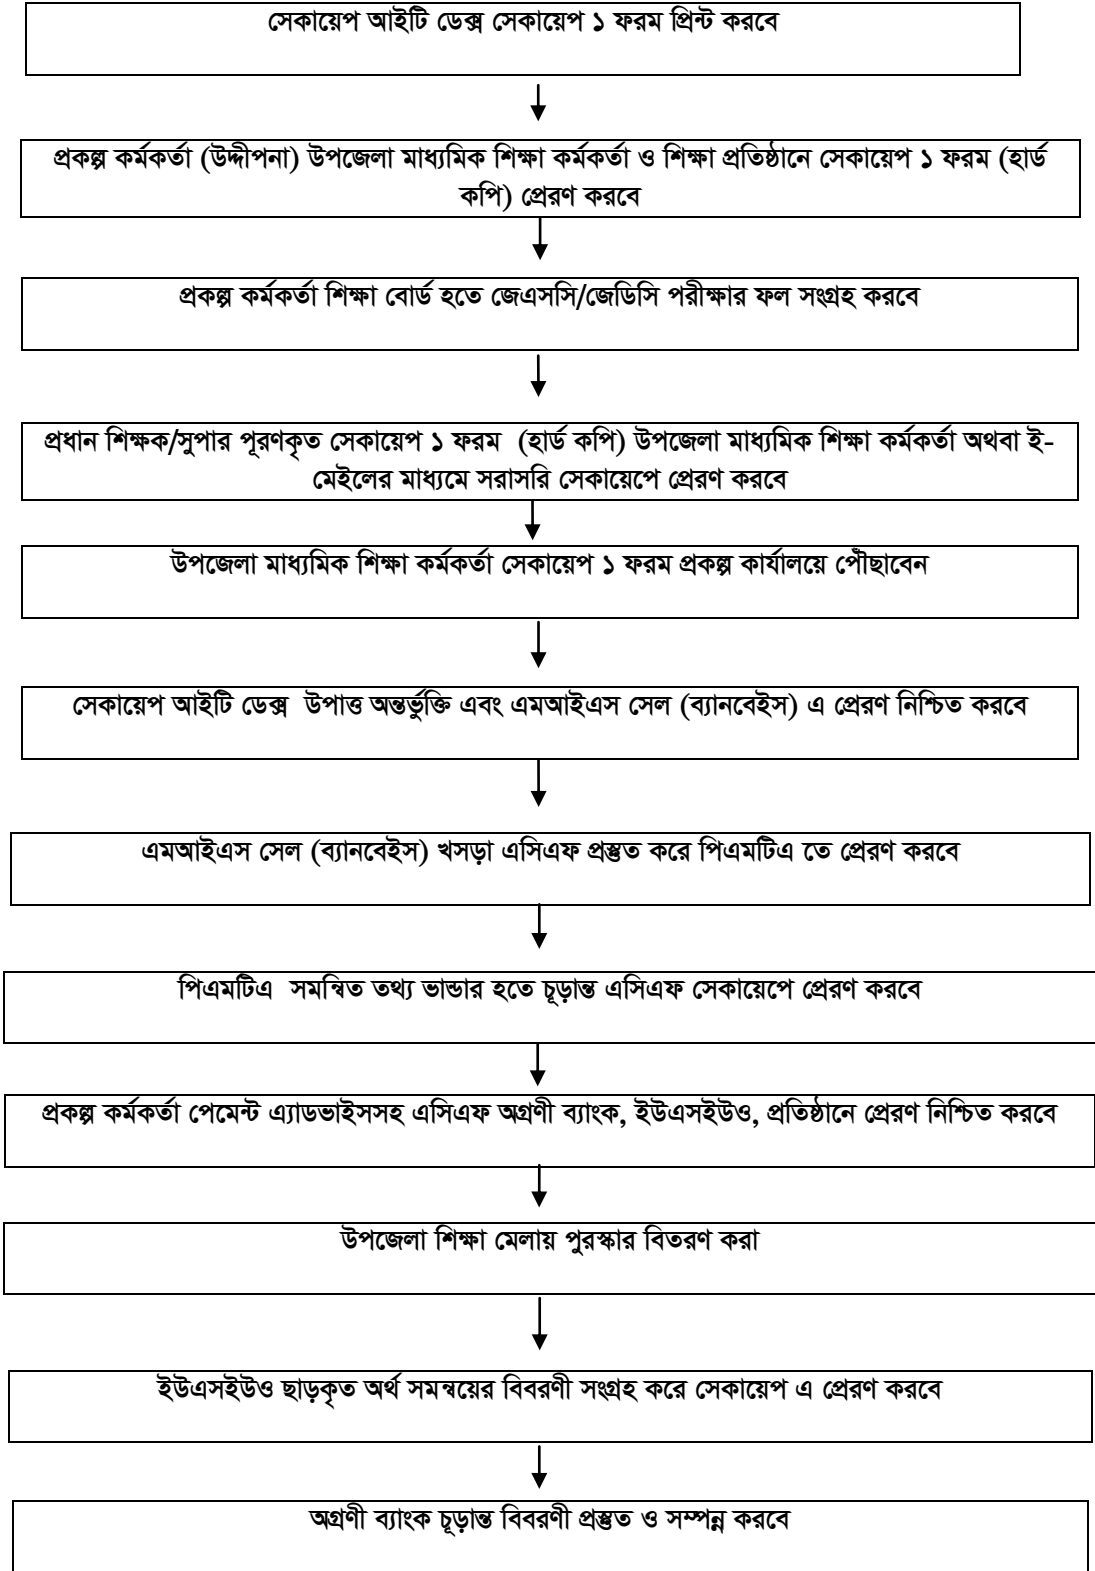 সেকায়েপ আইটি ডেক্স সেকায়েপ ১ ফরম প্রিন্ট করবে
প্রকল্প কর্মকর্তা (উদ্দীপনা) উপজেলা মাধ্যমিক শিক্ষা কর্মকর্তা ও শিক্ষা প্রতিষ্ঠানে সেকায়েপ ১ ফরম (হার্ড
কপি) প্রেরণ করবে
প্রকল্প কর্মকর্তা শিক্ষা বোর্ড হতে জেএসসি/জেডিসি পরীক্ষার ফল সংগ্রহ করবে
প্রধান শিক্ষক/সুপার পূরণকৃত সেকায়েপ ১ ফরম (হার্ড কপি) উপজেলা মাধ্যমিক শিক্ষা কর্মকর্তা অথবা ই-
মেইলের মাধ্যমে সরাসরি সেকায়েপে প্রেরণ করবে
উপজেলা মাধ্যমিক শিক্ষা কর্মকর্তা সেকায়েপ ১ ফরম প্রকল্প কার্যালয়ে পৌঁছাবেন
সেকায়েপ আইটি ডেক্স উপাত্ত অন্তর্ভুক্তি এবং এমআইএস সেল (ব্যানবেইস) এ প্রেরণ নিশ্চিত করবে
এমআইএস সেল (ব্যানবেইস) খসড়া এসিএফ প্রস্তুত করে পিএমটিএ তে প্রেরণ করবে
পিএমটিএ সমন্বিত তথ্য ভান্ডার হতে চূড়ান্ত এসিএফ সেকায়েপে প্রেরণ করবে
প্রকল্প কর্মকর্তা পেমেন্ট এ্যাডভাইসসহ এসিএফ অগ্রণী ব্যাংক, ইউএসইউও, প্রতিষ্ঠানে প্রেরণ নিশ্চিত করবে
উপজেলা শিক্ষা মেলায় পুরস্কার বিতরণ করা
ইউএসইউও ছাড়কৃত অর্থ সমন্বয়ের বিবরণী সংগ্রহ করে সেকায়েপ এ প্রেরণ করবে
অগ্রণী ব্যাংক চূড়ান্ত বিবরণী প্রস্তুত ও সম্পন্ন করবে